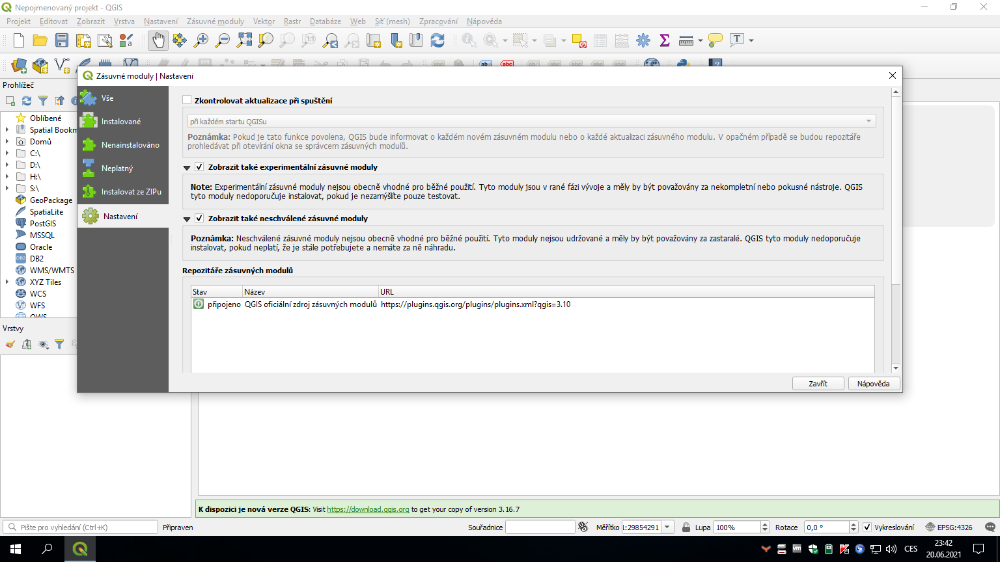 Nepojmenovaný projekt - QGIS
Projekt Editovat Zobrazit Vrstva Nastavení Zásuvné moduly Vektor Rastr Databáze Web Síť (mesh) Zpracování Nápověda
Prohlížeč
Oblíbené
Spatial Bookm
Domů
C:\
D:\
H:\
S:\
GeoPackage
SpatiaLite
PostGIS
MSSQL
Oracle
DB2
WMS/WMTS
XYZ Tiles
WCS
WFS
OWS
Vrstvy
Zásuvné moduly | Nastavení
Vše
Instalované
Nenainstalováno
Neplatný
Instalovat ze ZIPu
Nastavení
Zkontrolovat aktualizace při spuštění
při každém startu QGISu
Poznámka: Pokud je tato funkce povolena, QGIS bude informovat o každém novém zásuvném modulu nebo o každé aktualizaci zásuvného modulu. V opačném případě se budou repozitáře
prohledávat při otevírání okna se správcem zásuvných modulů.
Zobrazit také experimentální zásuvné moduly
Note: Experimentální zásuvné moduly nejsou obecně vhodné pro běžné použití. Tyto moduly jsou v rané fázi vývoje a měly by být považovány za nekompletní nebo pokusné nástroje. QGIS
tyto moduly nedoporučuje instalovat, pokud je nezamýšlíte pouze testovat.
Zobrazit také neschválené zásuvné moduly
Poznámka: Neschválené zásuvné moduly nejsou obecně vhodné pro běžné použití. Tyto moduly nejsou udržované a měly by být považovány za zastaralé. QGIS tyto moduly nedoporučuje
instalovat, pokud neplatí, že je stále potřebujete a nemáte za ně náhradu.
Repozitáře zásuvných modulů
Stav Název URL
připojeno QGIS oficiální zdroj zásuvných modulů https://plugins.qgis.org/plugins/plugins.xml?qgis=3.10
Zavřít Nápověda
K dispozici je nová verze QGIS: Visit https://download.qgis.org to get your copy of version 3.16.7
Pište pro vyhledání (Ctrl+K) Připraven Souřadnice Měřítko 1:29854291 Lupa 100% Rotace 0,0 ° Vykreslování EPSG:4326
CES
23:42
20.06.2021